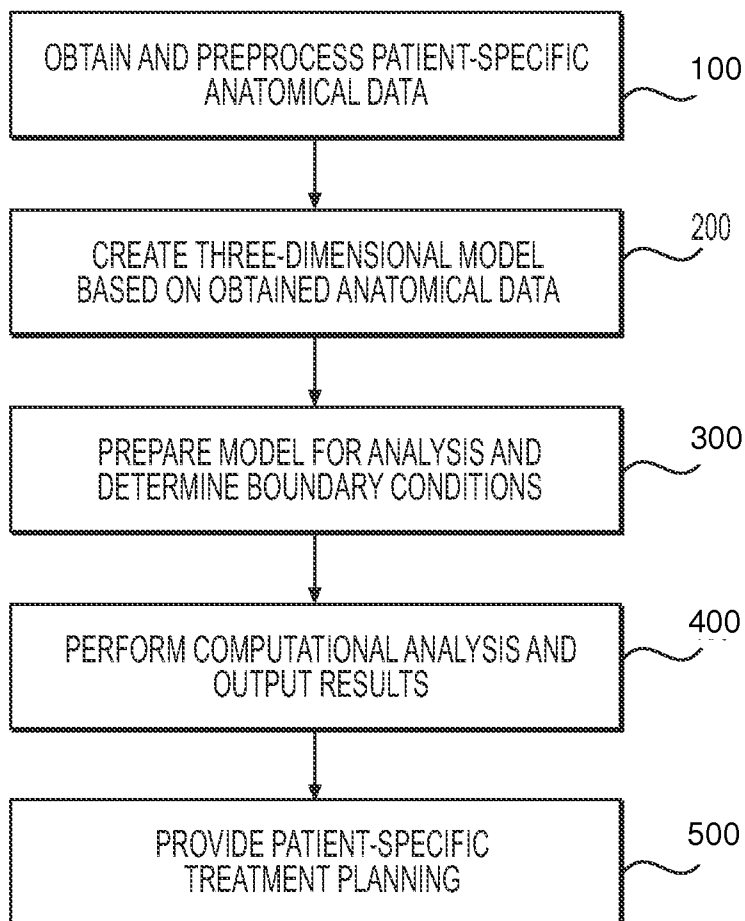 OBTAIN AND PREPROCESS PATIENT-SPECIFIC
ANATOMICAL DATA
100
CREATE THREE-DIMENSIONAL MODEL
BASED ON OBTAINED ANATOMICAL DATA
200
PREPARE MODEL FOR ANALYSIS AND
DETERMINE BOUNDARY CONDITIONS
300
PERFORM COMPUTATIONAL ANALYSIS AND
OUTPUT RESULTS
400
PROVIDE PATIENT-SPECIFIC
TREATMENT PLANNING
500